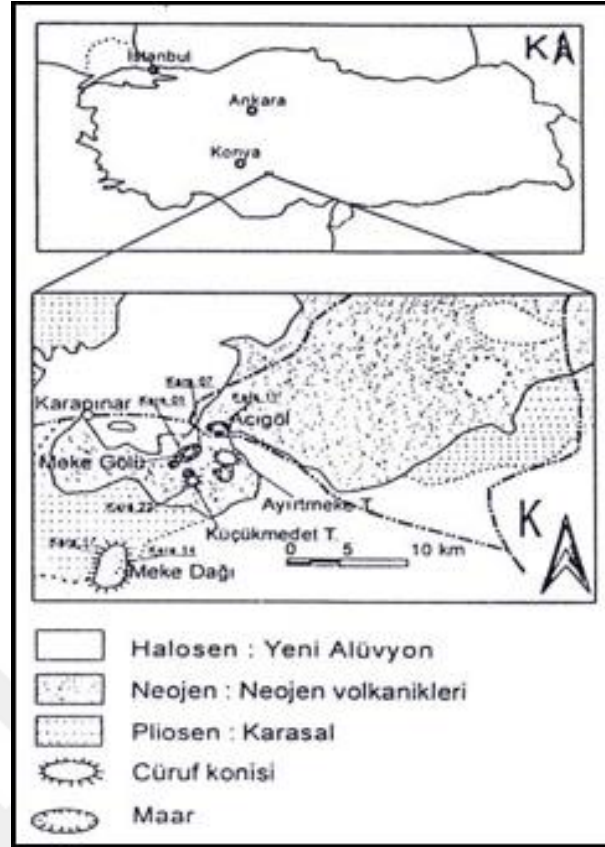 K
İstanbul
Ankara
Konya
Kara_07
Karapınar
Acıgöl
Meke Gölü
Ayırtmeke T.
Küçükmedet T.
K
0 5 10 km
Meke Dağı
Halosen : Yeni Alüvyon
Neojen : Neojen volkanikleri
Pliosen : Karasal
Cüruf konisi
Maar